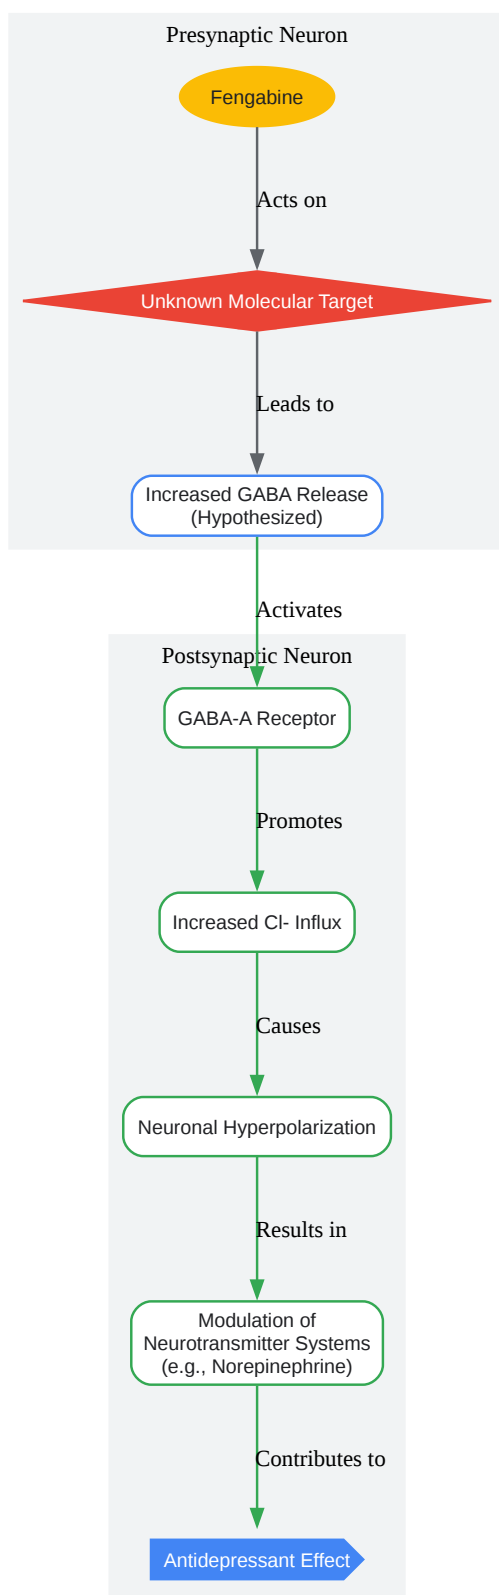 Presynaptic Neuron
Fengabine
Acts on
Unknown Molecular Target
Leads to
Increased GABA Release
(Hypothesized)
Activates
Postsynaptic Neuron
GABA-A Receptor
Promotes
Increased Cl- Influx
Causes
Neuronal Hyperpolarization
Results in
Modulation of
Neurotransmitter Systems
(e.g., Norepinephrine)
Contributes to
Antidepressant Effect